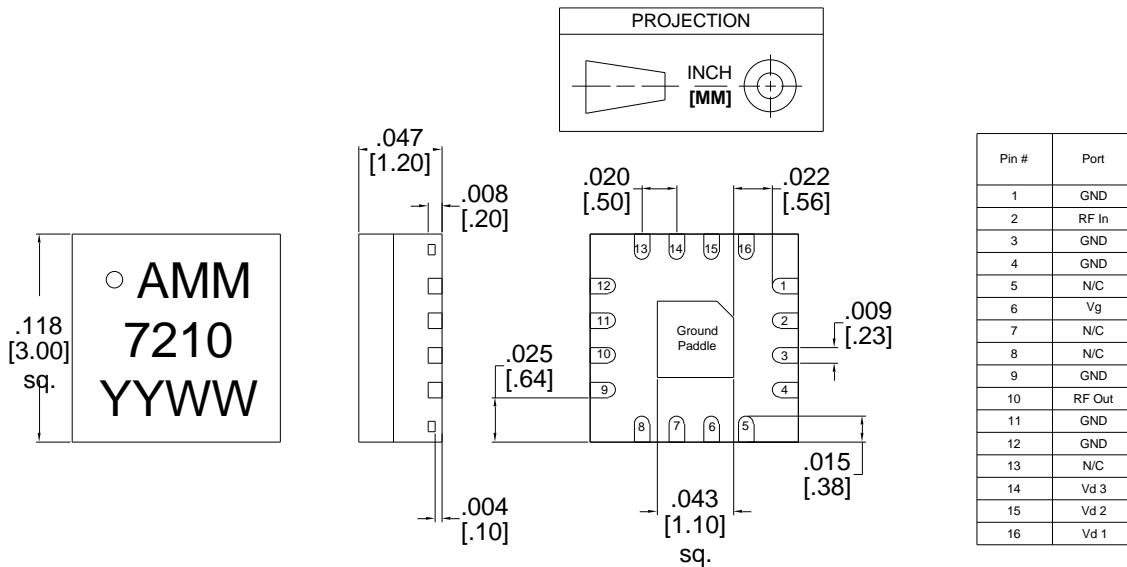 PROJECTION
INCH
[MM]
.047
[1.20]
.008
[.20]
.118
[3.00]
sq.
AMM
7210
YYWW
.004
[.10]
.020
[.50]
.022
[.56]
13 14 15 16
12
11
10
9
1
2
3
4
8 7 6 5
Ground
Paddle
.009
[.23]
.025
[.64]
.015
[.38]
.043
[1.10]
sq.
Pin # Port
1 GND
2 RF In
3 GND
4 GND
5 N/C
6 Vg
7 N/C
8 N/C
9 GND
10 RF Out
11 GND
12 GND
13 N/C
14 Vd 3
15 Vd 2
16 Vd 1